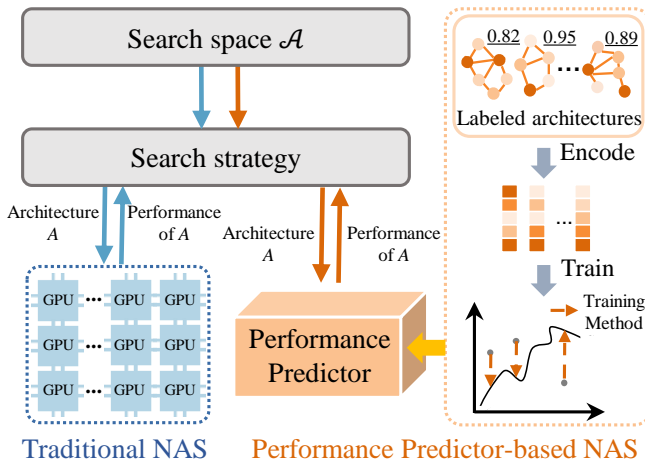 Search space 𝒜
Search strategy
Architecture
A
Performance
of A
Architecture
A
Performance
of A
GPU ••• GPU GPU
GPU ••• GPU GPU
GPU ••• GPU GPU
Performance
Predictor
Traditional NAS
0.82 0.95 ••• 0.89
Labeled architectures
Encode
...
Train
Training
Method
Performance Predictor-based NAS